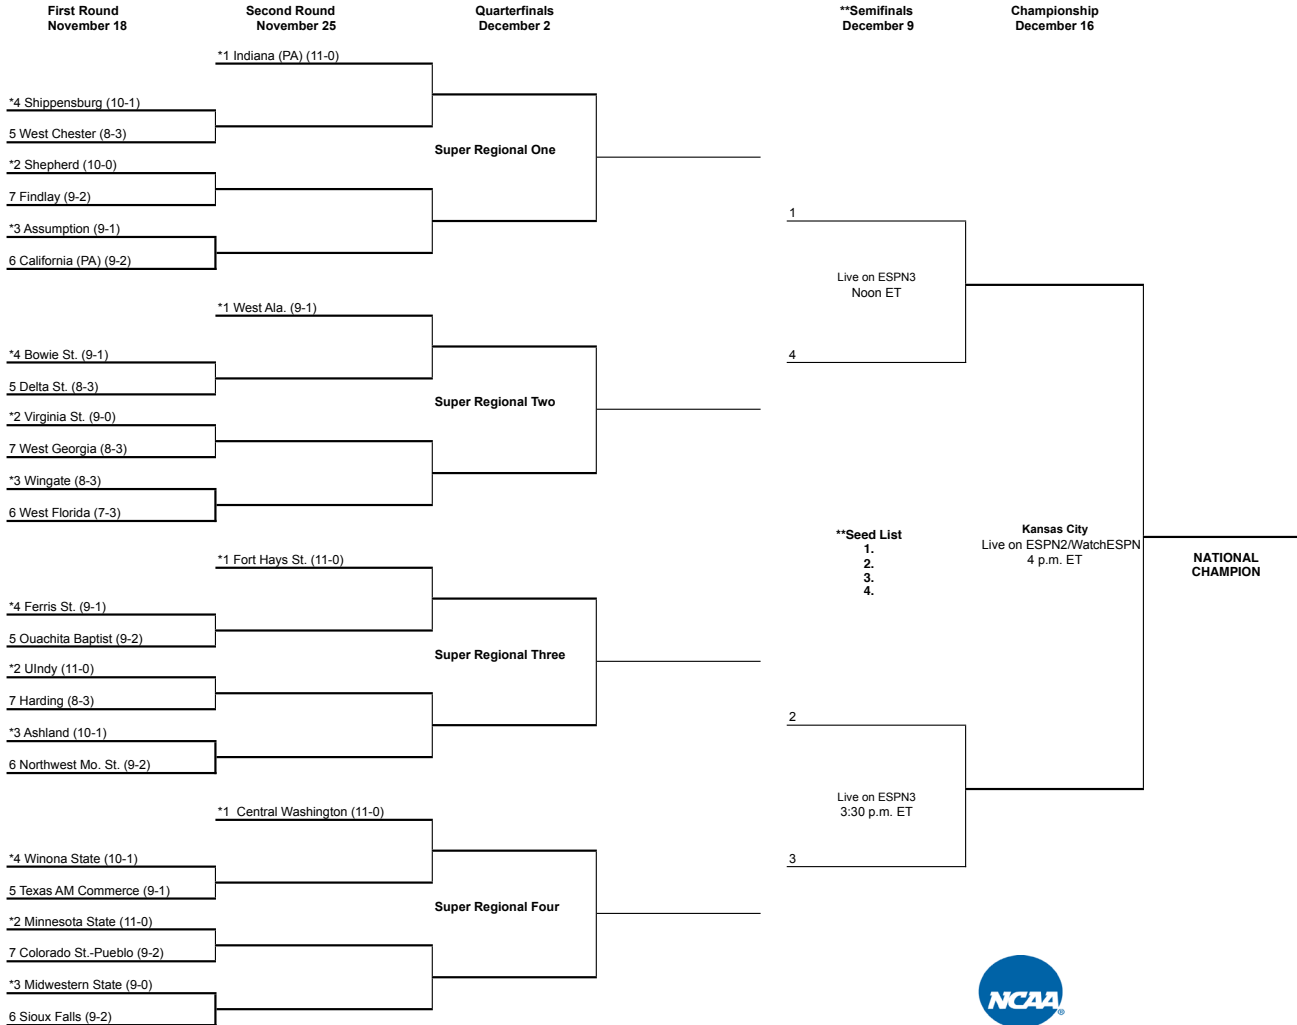 First Round
November 18
Second Round
November 25
Quarterfinals
December 2
**Semifinals
December 9
Championship
December 16
*1 Indiana (PA) (11-0)
*4 Shippensburg (10-1)
5 West Chester (8-3)
Super Regional One
*2 Shepherd (10-0)
7 Findlay (9-2)
*3 Assumption (9-1)
6 California (PA) (9-2)
1
Live on ESPN3
Noon ET
4
*1 West Ala. (9-1)
*4 Bowie St. (9-1)
5 Delta St. (8-3)
Super Regional Two
*2 Virginia St. (9-0)
7 West Georgia (8-3)
*3 Wingate (8-3)
6 West Florida (7-3)
**Seed List
1.
2.
3.
4.
Kansas City
Live on ESPN2/WatchESPN
4 p.m. ET
NATIONAL
CHAMPION
*1 Fort Hays St. (11-0)
*4 Ferris St. (9-1)
5 Ouachita Baptist (9-2)
Super Regional Three
*2 UIndy (11-0)
7 Harding (8-3)
*3 Ashland (10-1)
6 Northwest Mo. St. (9-2)
2
Live on ESPN3
3:30 p.m. ET
3
*1 Central Washington (11-0)
*4 Winona State (10-1)
5 Texas AM Commerce (9-1)
Super Regional Four
*2 Minnesota State (11-0)
7 Colorado St.-Pueblo (9-2)
*3 Midwestern State (9-0)
6 Sioux Falls (9-2)
NCAA®